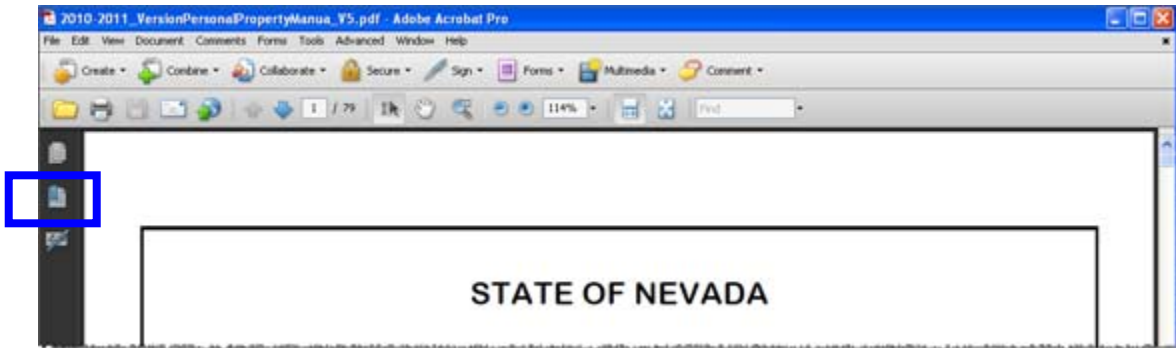 2010-2011_VersionPersonalPropertyManua_V5.pdf - Adobe Acrobat Pro
File Edit View Document Comments Forms Tools Advanced Window Help
Create Combine Collaborate Secure Sign Forms Multimedia Comment
1 / 79 114% Find
STATE OF NEVADA